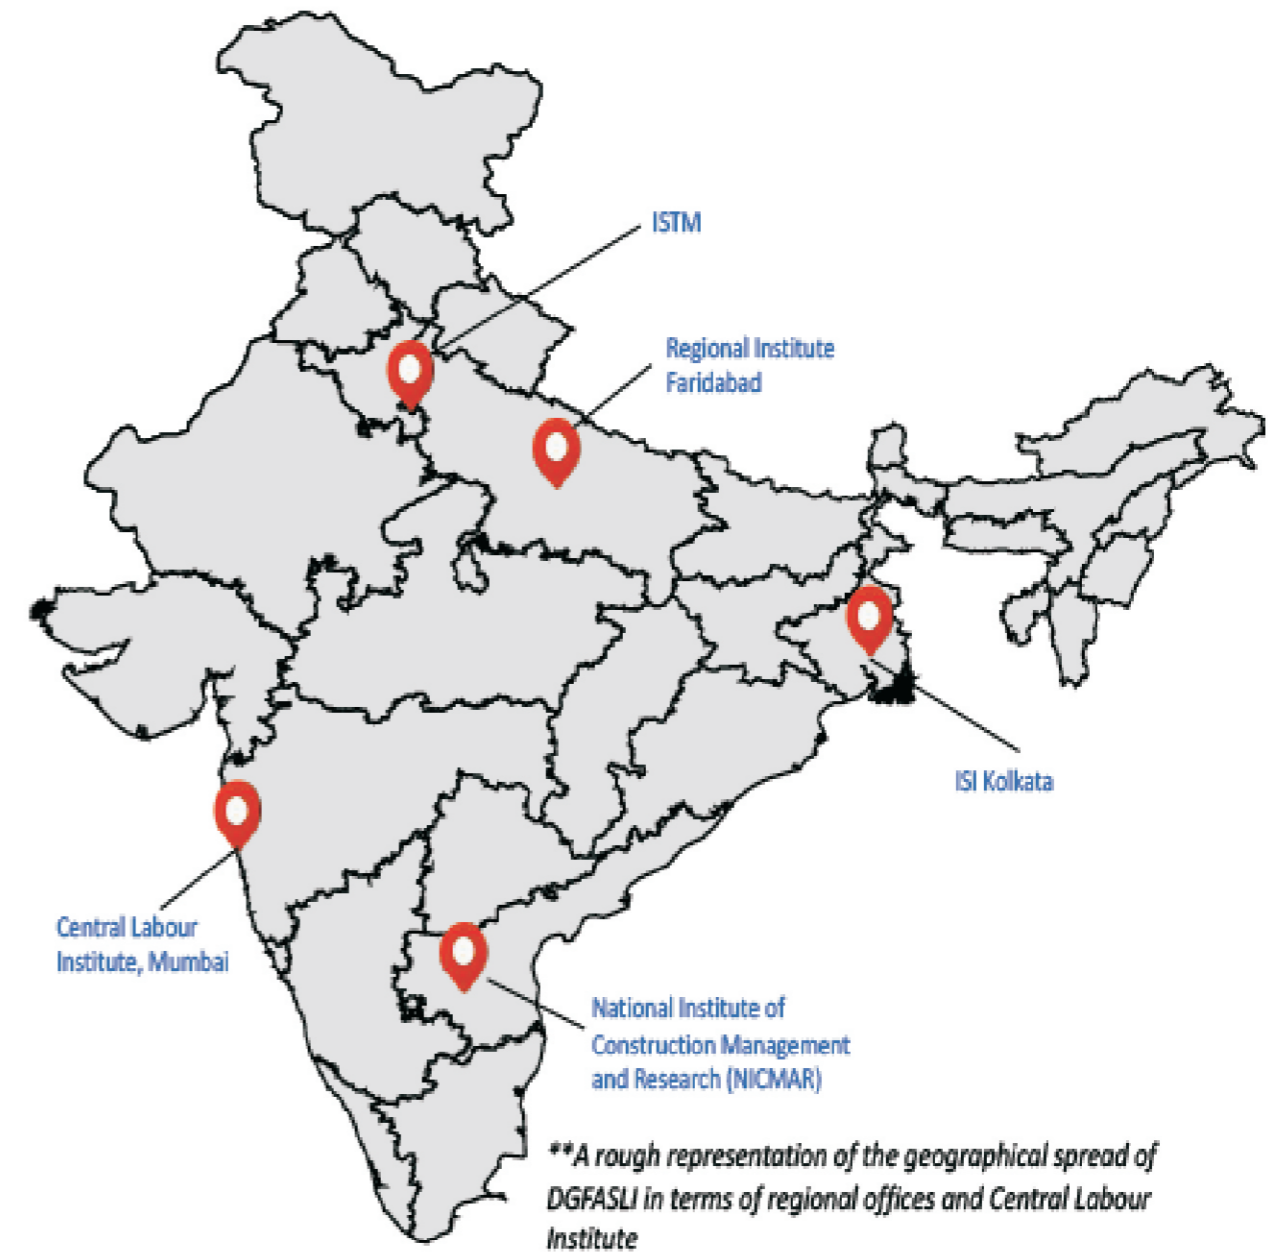 ISTM
Regional Institute
Faridabad
ISI Kolkata
Central Labour
Institute, Mumbai
National Institute of
Construction Management
and Research (NICMAR)
**A rough representation of the geographical spread of
DGFASLI in terms of regional offices and Central Labour
Institute